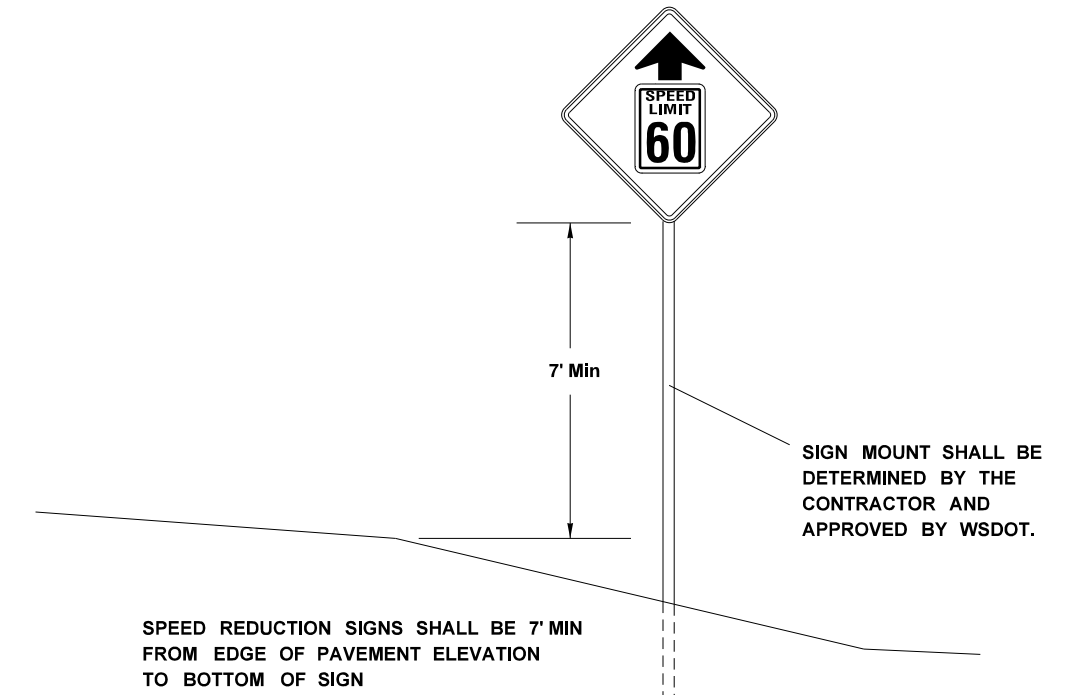 SPEED
LIMIT
60
7' Min
SIGN MOUNT SHALL BE
DETERMINED BY THE
CONTRACTOR AND
APPROVED BY WSDOT.
SPEED REDUCTION SIGNS SHALL BE 7' MIN
FROM EDGE OF PAVEMENT ELEVATION
TO BOTTOM OF SIGN